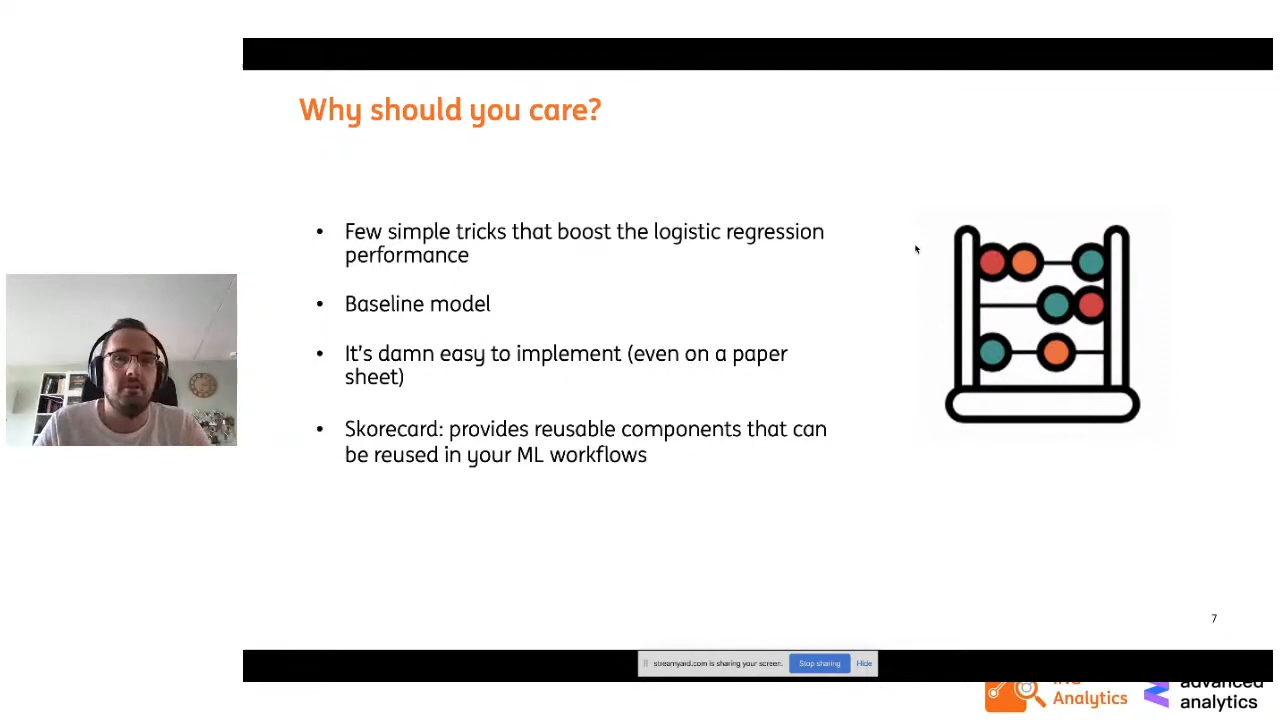 Why should you care?
• Few simple tricks that boost the logistic regression
performance
• Baseline model
• It's damn easy to implement (even on a paper
sheet)
• Skorecard: provides reusable components that can
be reused in your ML workflows
7
streamyard.com is sharing your screen. Stop sharing Hide
Analytics
advanced
analytics